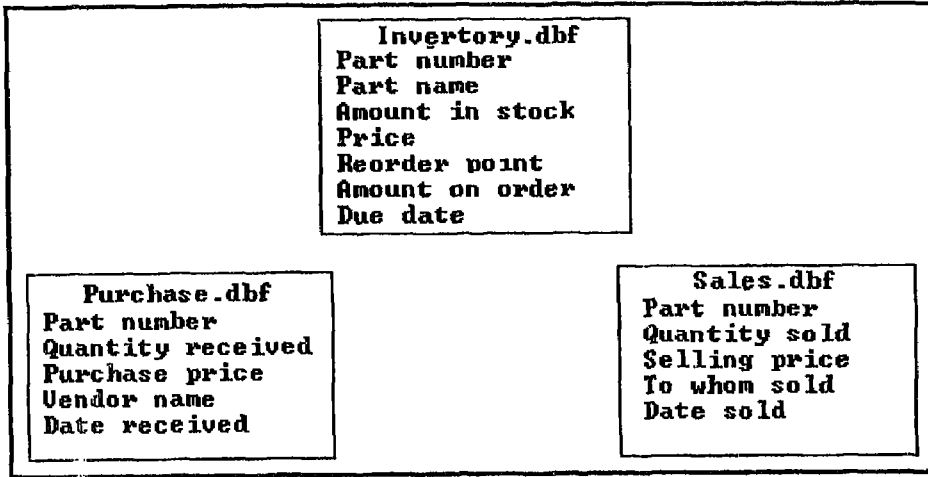 Invertory.dbf
Part number
Part name
Amount in stock
Price
Reorder point
Amount on order
Due date
Purchase.dbf
Part number
Quantity received
Purchase price
Vendor name
Date received
Sales.dbf
Part number
Quantity sold
Selling price
To whom sold
Date sold